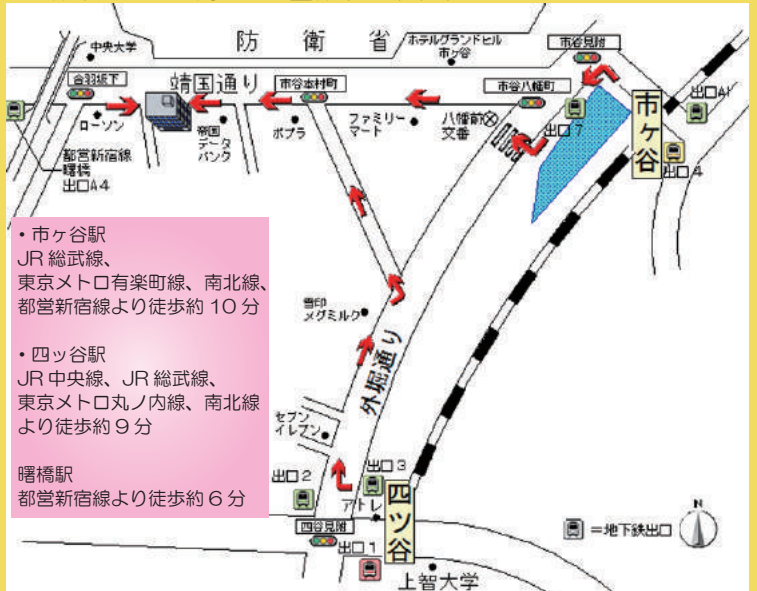 防衛省
中央大学
ホテルグランドヒル
市ヶ谷
市谷見附
合羽坂下
靖国通り
市谷本村町
市谷八幡町
市ヶ谷
出口A1
ローソン
帝国
データ
バンク
ポプラ
ファミリー
マート
八幡前
交番
出口7
出口4
都営新宿線
曙橋
出口A4
・市ヶ谷駅
JR 総武線、
東京メトロ有楽町線、南北線、
都営新宿線より徒歩約 10 分
・四ッ谷駅
JR 中央線、JR 総武線、
東京メトロ丸ノ内線、南北線
より徒歩約 9 分
曙橋駅
都営新宿線より徒歩約 6 分
雪印
メグミルク
外堀通り
セブン
イレブン
出口2
出口3
アトレ
四ツ谷
四谷見附
出口1
上智大学
N
=地下鉄出口